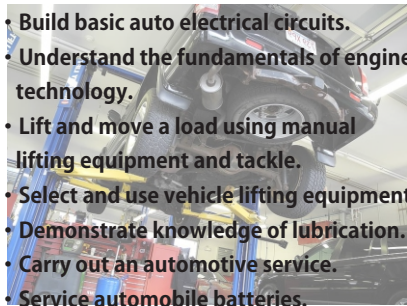 • Build basic auto electrical circuits.
• Understand the fundamentals of engine
technology.
• Lift and move a load using manual
lifting equipment and tackle.
• Select and use vehicle lifting equipment
• Demonstrate knowledge of lubrication.
• Carry out an automotive service.
• Service automobile batteries.